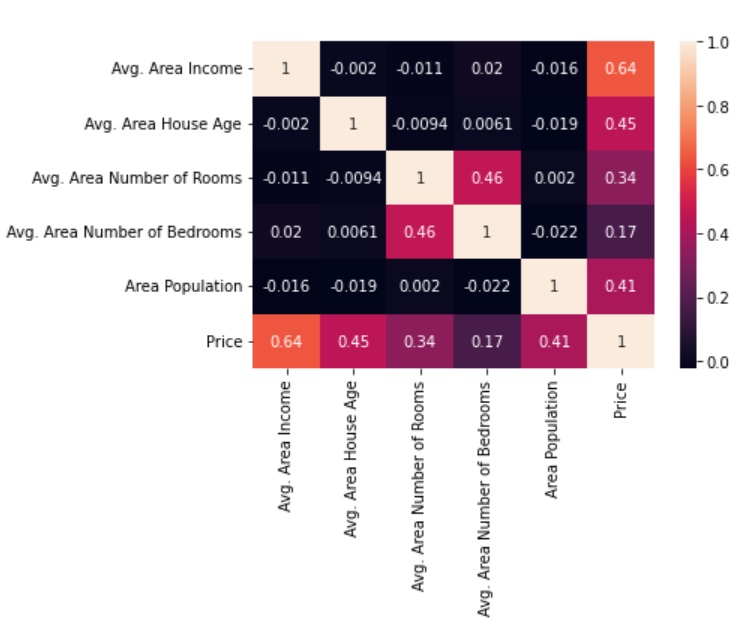 Avg. Area Income 1 -0.002 -0.011 0.02 -0.016 0.64
Avg. Area House Age -0.002 1 -0.0094 0.0061 -0.019 0.45
Avg. Area Number of Rooms -0.011 -0.0094 1 0.46 0.002 0.34
Avg. Area Number of Bedrooms 0.02 0.0061 0.46 1 -0.022 0.17
Area Population -0.016 -0.019 0.002 -0.022 1 0.41
Price 0.64 0.45 0.34 0.17 0.41 1
Avg. Area Income
Avg. Area House Age
Avg. Area Number of Rooms
Avg. Area Number of Bedrooms
Area Population
Price
1.0
0.8
0.6
0.4
0.2
0.0